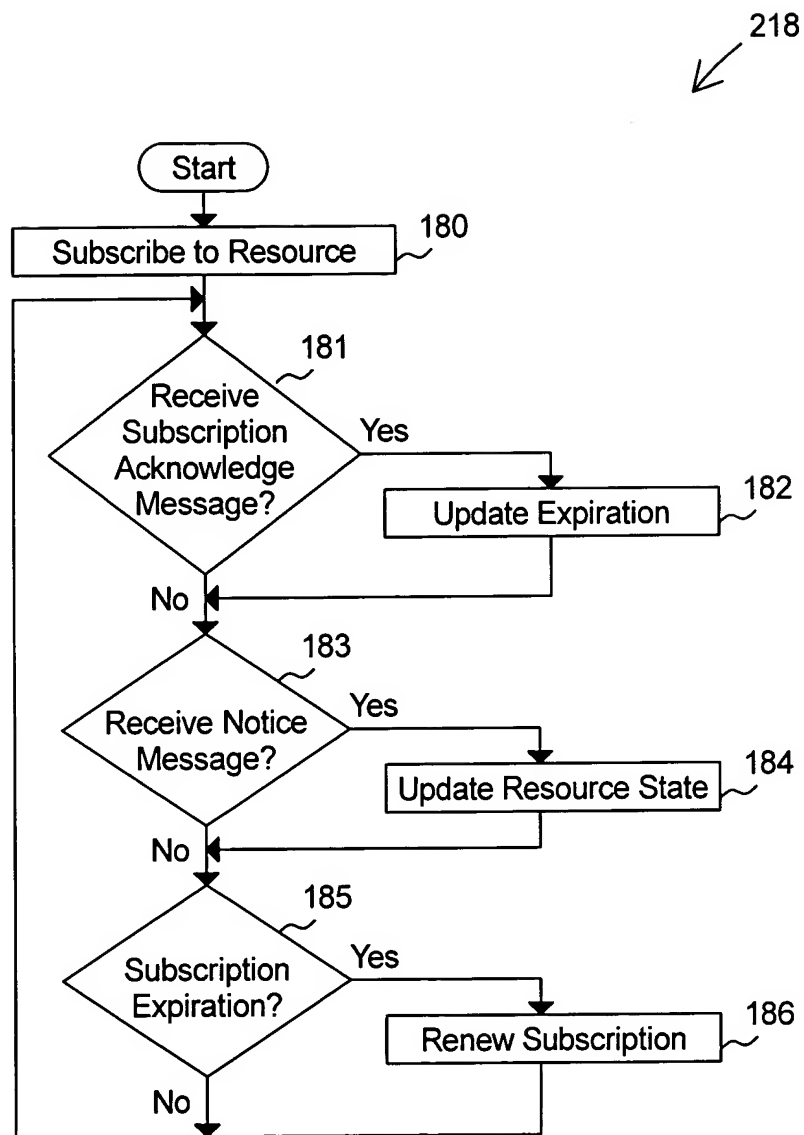 218
Start
Subscribe to Resource
180
181
Receive
Subscription
Acknowledge
Message?
Yes
Update Expiration
182
No
183
Receive Notice
Message?
Yes
Update Resource State
184
No
185
Subscription
Expiration?
Yes
Renew Subscription
186
No